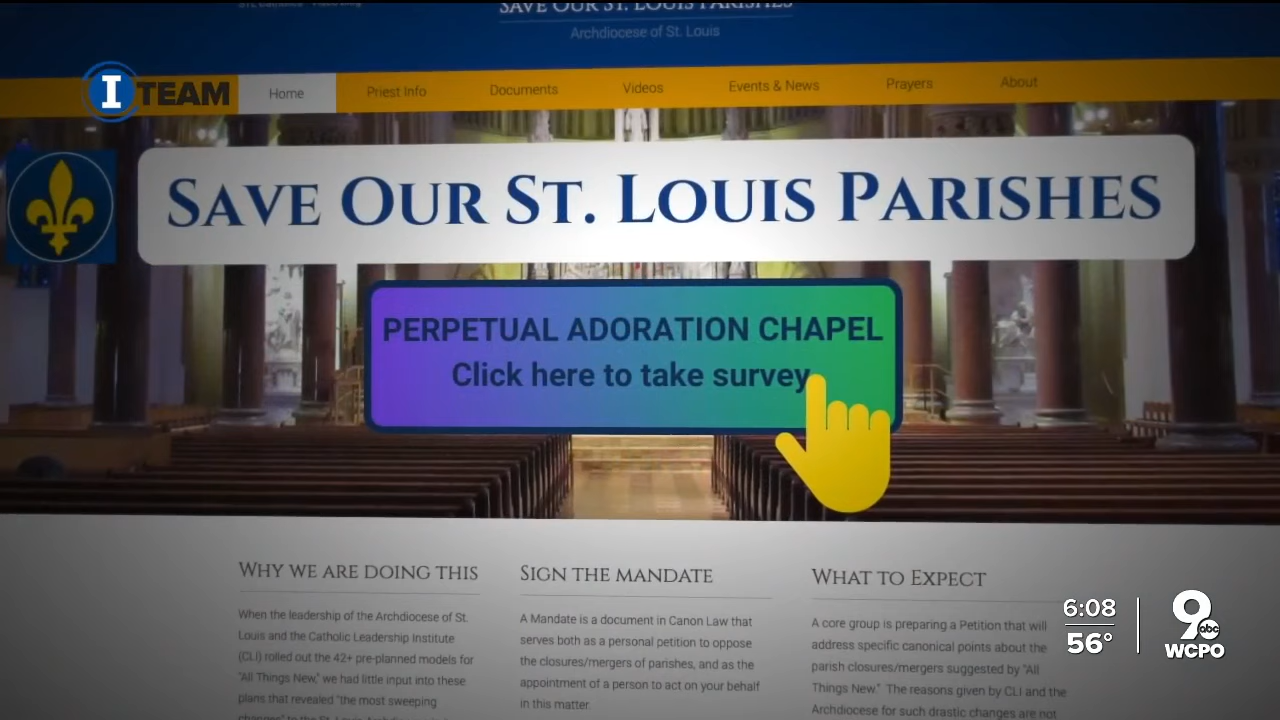 SAVE OUR ST. LOUIS PARISHES
Archdiocese of St. Louis
I TEAM
Home
Priest Info
Documents
Videos
Events & News
Prayers
About
SAVE OUR ST. LOUIS PARISHES
PERPETUAL ADORATION CHAPEL
Click here to take survey
WHY WE ARE DOING THIS
When the leadership of the Archdiocese of St.
Louis and the Catholic Leadership Institute
(CLI) rolled out the 42+ pre-planned models for
"All Things New," we had little input into these
plans that revealed "the most sweeping
SIGN THE MANDATE
A Mandate is a document in Canon Law that
serves both as a personal petition to oppose
the closures/mergers of parishes, and as the
appointment of a person to act on your behalf
in this matter.
WHAT TO EXPECT
A core group is preparing a Petition that will
address specific canonical points about the
parish closures/mergers suggested by "All
Things New." The reasons given by CLI and the
Archdiocese for such drastic changes are not
6:08
56°
9
abc
WCPO